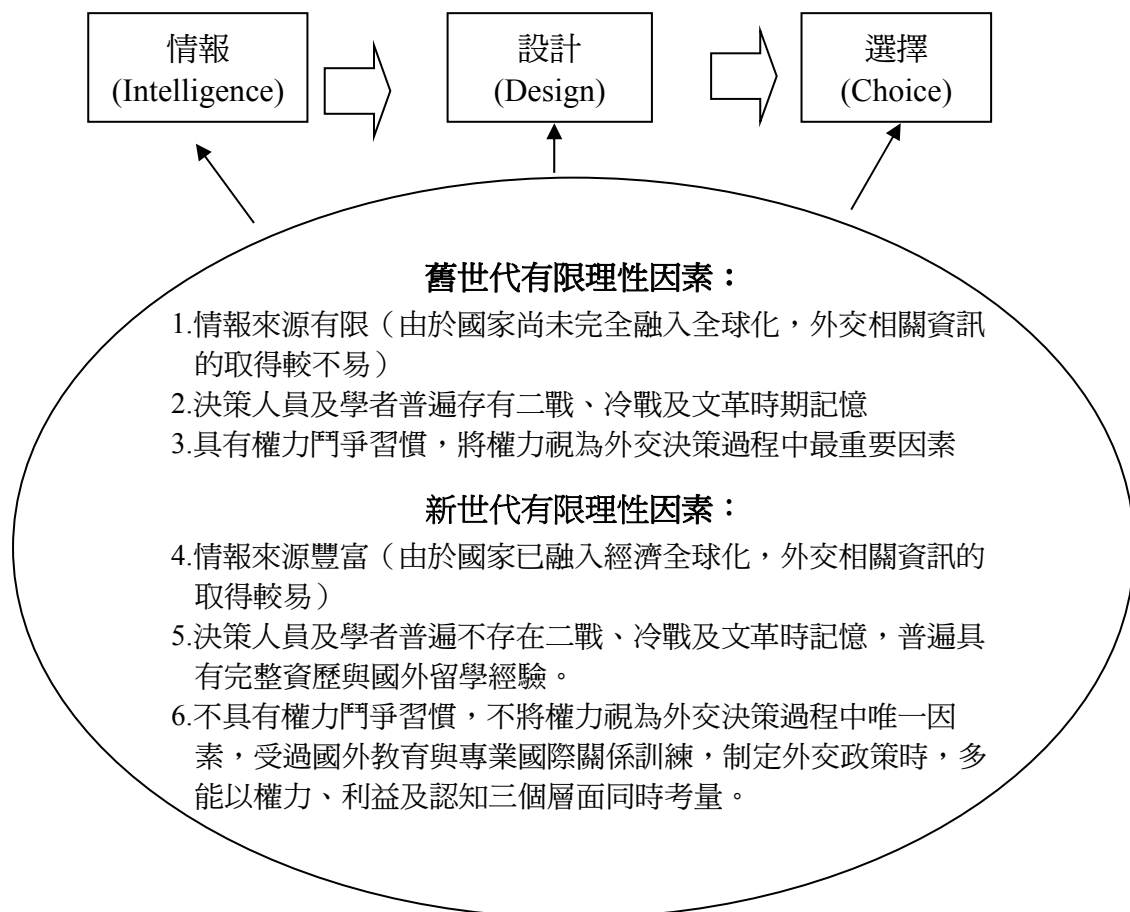 情報
(Intelligence)
設計
(Design)
選擇
(Choice)
舊世代有限理性因素：
1.情報來源有限（由於國家尚未完全融入全球化，外交相關資訊
的取得較不易）
2.決策人員及學者普遍存有二戰、冷戰及文革時期記憶
3.具有權力鬥爭習慣，將權力視為外交決策過程中最重要因素
新世代有限理性因素：
4.情報來源豐富（由於國家已融入經濟全球化，外交相關資訊的
取得較易）
5.決策人員及學者普遍不存在二戰、冷戰及文革時記憶，普遍具
有完整資歷與國外留學經驗。
6.不具有權力鬥爭習慣，不將權力視為外交決策過程中唯一因
素，受過國外教育與專業國際關係訓練，制定外交政策時，多
能以權力、利益及認知三個層面同時考量。